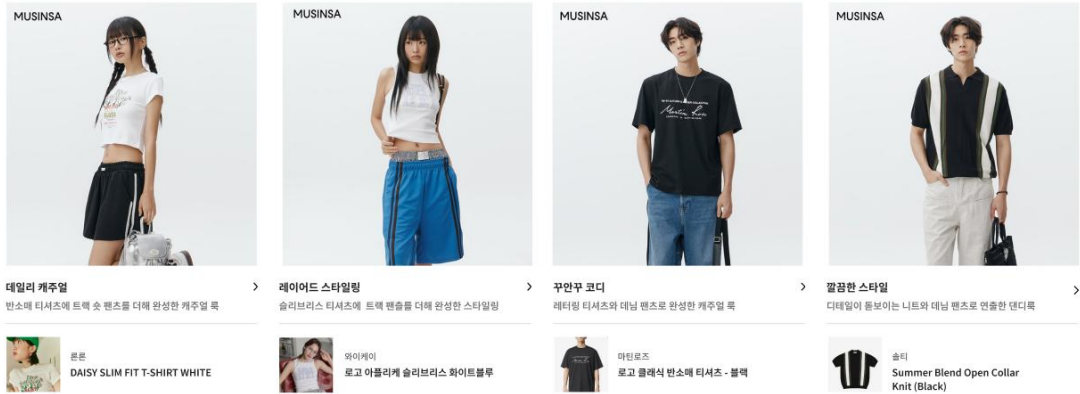 MUSINSA
데일리 캐주얼
반소매 티셔츠에 트랙 숏 팬츠를 더해 완성한 캐주얼 룩
론론
DAISY SLIM FIT T-SHIRT WHITE
MUSINSA
레이어드 스타일링
슬리브리스 티셔츠에 트랙 팬츨를 더해 완성한 스타일링
와이케이
로고 아플리케 슬리브리스 화이트블루
MUSINSA
꾸안꾸 코디
레터링 티셔츠와 데님 팬츠로 완성한 캐주얼 룩
Martin
마틴로즈
로고 클래식 반소매 티셔츠 - 블랙
MUSINSA
깔끔한 스타일
디테일이 돋보이는 니트와 데님 팬츠로 연출한 댄디룩
솔티
Summer Blend Open Collar
Knit (Black)